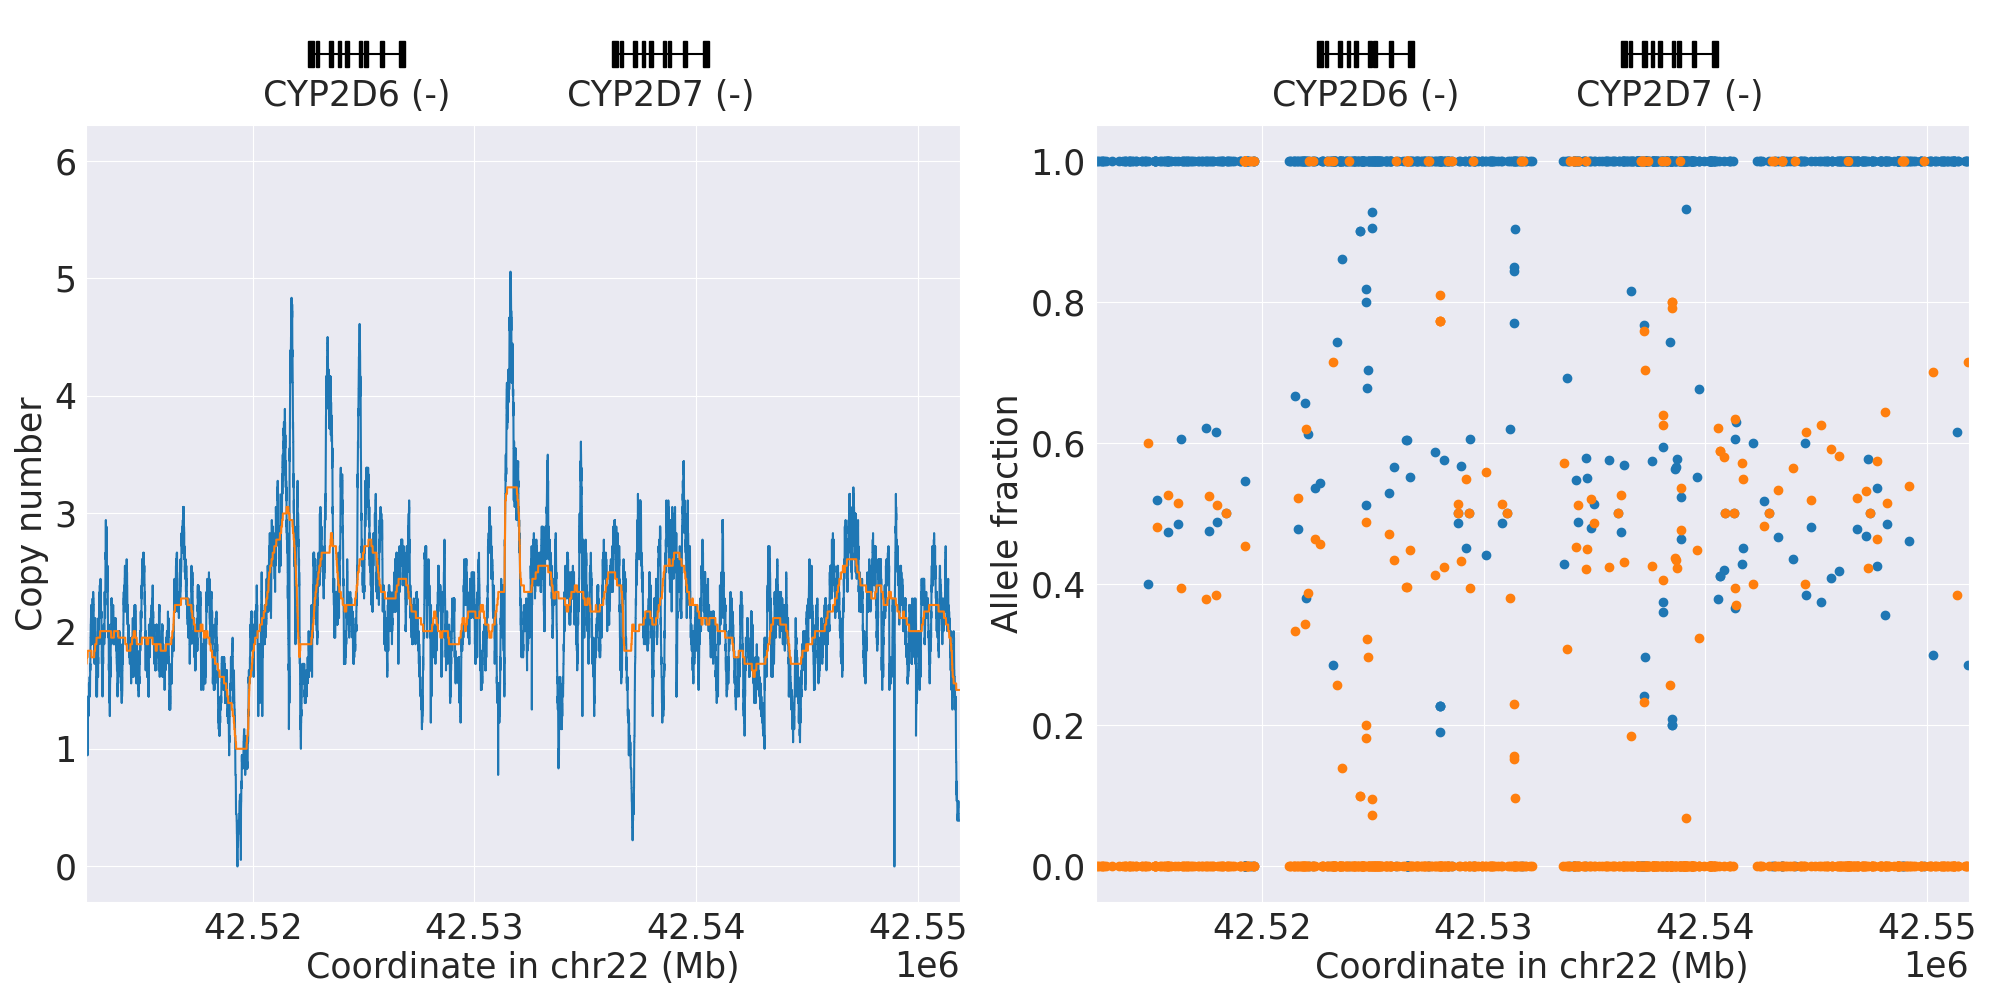 CYP2D6 (-) CYP2D7 (-)
6
5
4
3
2
1
0
Copy number
42.52 42.53 42.54 42.55
Coordinate in chr22 (Mb) 1e6
CYP2D6 (-) CYP2D7 (-)
1.0
0.8
0.6
0.4
0.2
0.0
Allele fraction
42.52 42.53 42.54 42.55
Coordinate in chr22 (Mb) 1e6